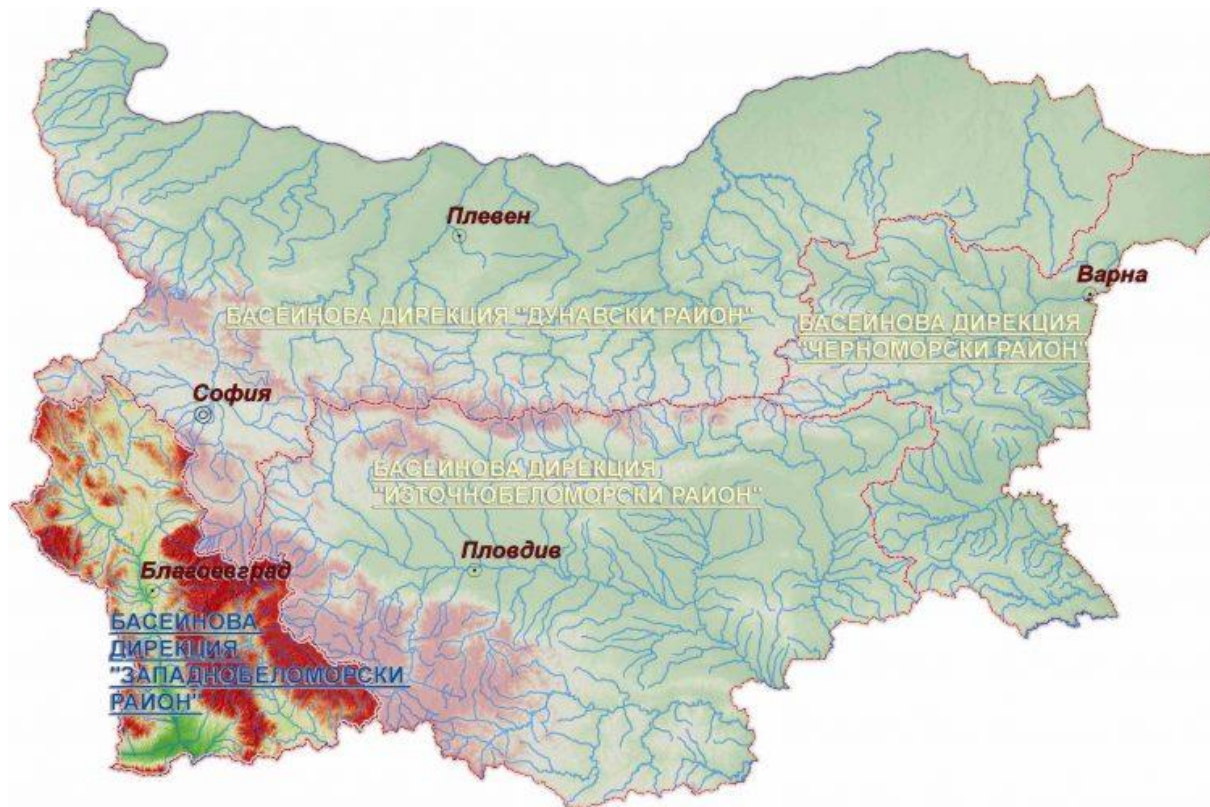 Плевен
Варна
БАСЕЙНОВА ДИРЕКЦИЯ "ДУНАВСКИ РАЙОН"
БАСЕЙНОВА ДИРЕКЦИЯ
"ЧЕРНОМОРСКИ РАЙОН"
София
БАСЕЙНОВА ДИРЕКЦИЯ
"ИЗТОЧНОБЕЛОМОРСКИ РАЙОН"
Пловдив
Благоевград
БАСЕЙНОВА
ДИРЕКЦИЯ
"ЗАПАДНОБЕЛОМОРСКИ
РАЙОН"